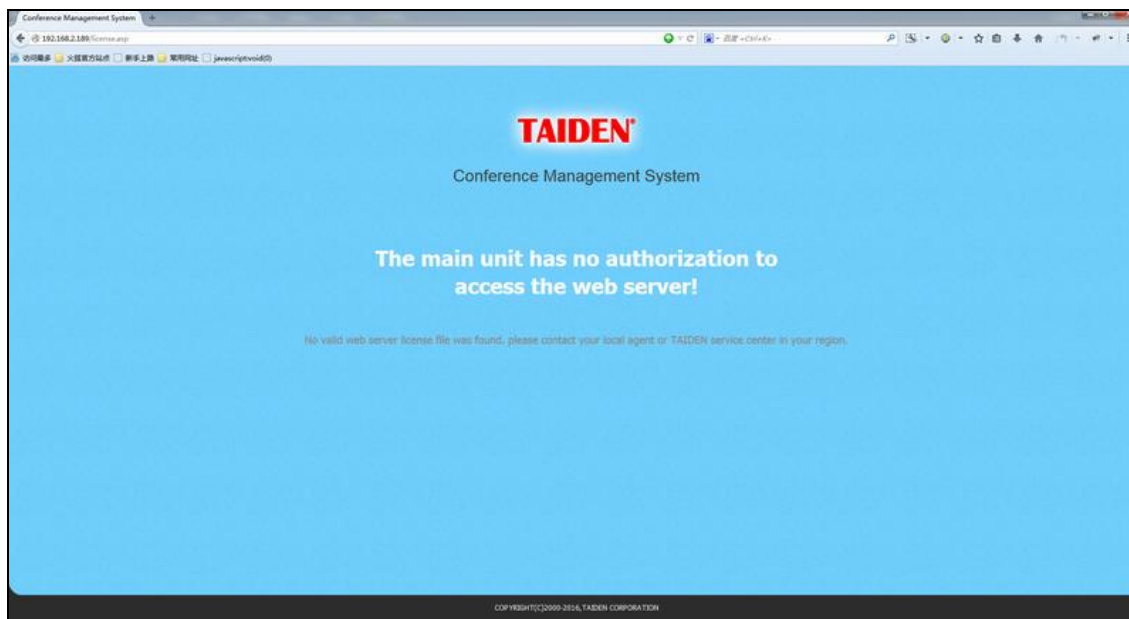 Conference Management System
192.168.2.189/license.asp
百度 <Ctrl+K>
访问最多 火狐官方站点 新手上路 常用网址 javascript:void(0)
TAIDEN®
Conference Management System
The main unit has no authorization to
access the web server!
No valid web server license file was found, please contact your local agent or TAIDEN service center in your region.
COPYRIGHT(C)2000-2016,TAIDEN CORPORATION